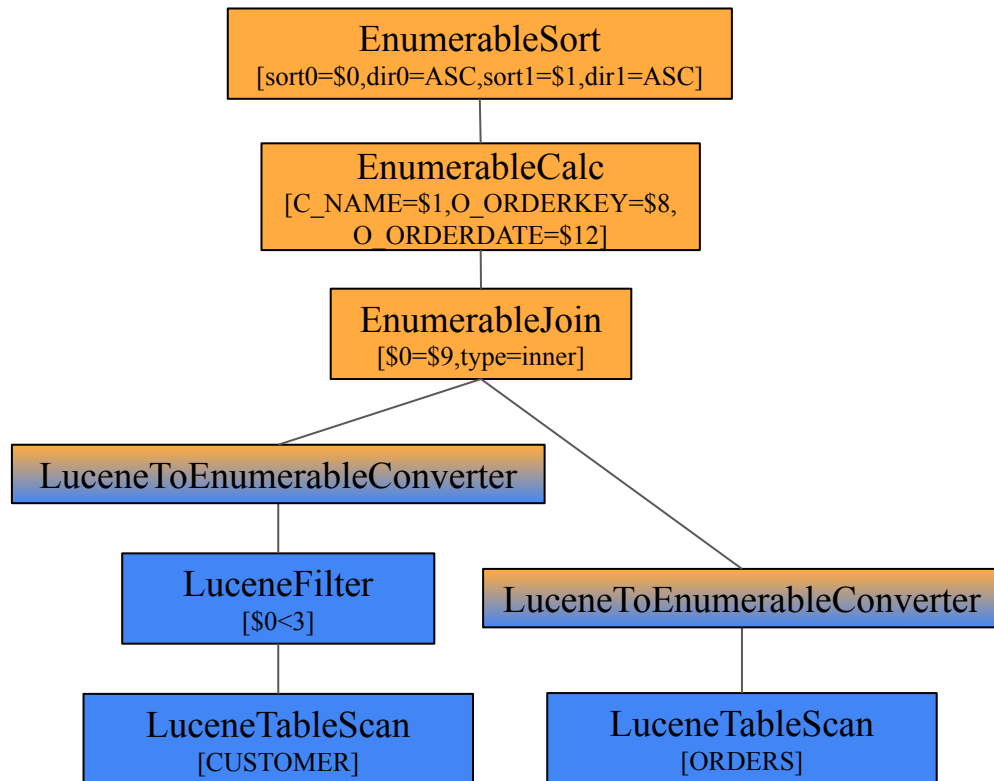 EnumerableSort
[sort0=$0,dir0=ASC,sort1=$1,dir1=ASC]
EnumerableCalc
[C_NAME=$1,O_ORDERKEY=$8,
O_ORDERDATE=$12]
EnumerableJoin
[$0=$9,type=inner]
LuceneToEnumerableConverter
LuceneFilter
[$0<3]
LuceneToEnumerableConverter
LuceneTableScan
[CUSTOMER]
LuceneTableScan
[ORDERS]